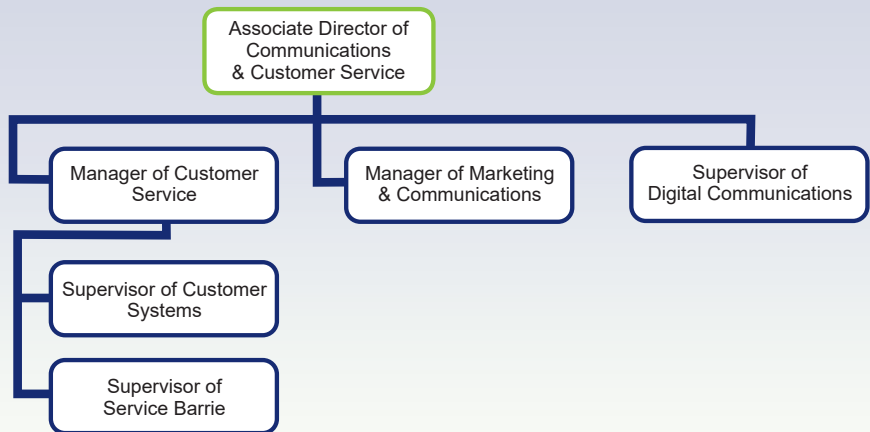 Associate Director of
Communications
& Customer Service
Manager of Customer
Service
Manager of Marketing
& Communications
Supervisor of
Digital Communications
Supervisor of Customer
Systems
Supervisor of
Service Barrie